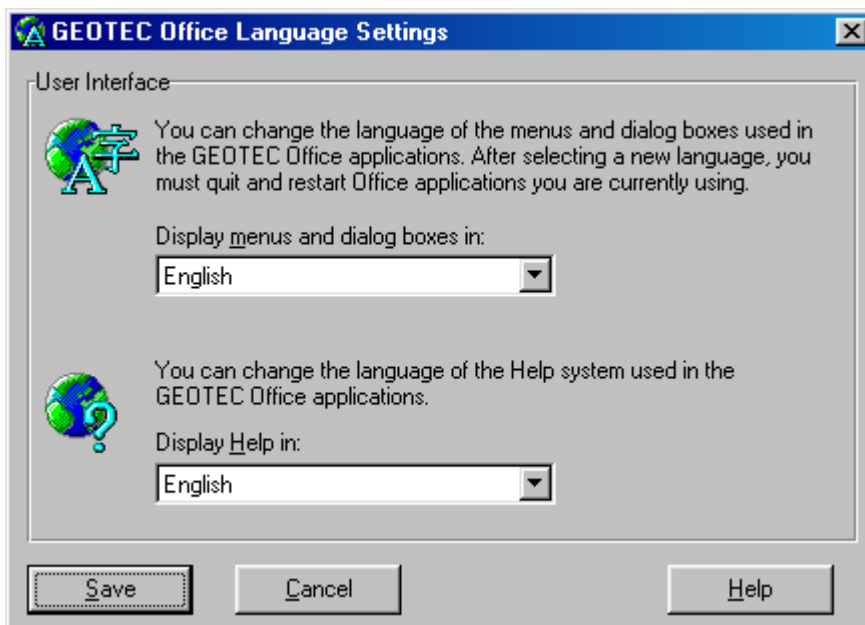 GEOTEC Office Language Settings
User Interface
You can change the language of the menus and dialog boxes used in
the GEOTEC Office applications. After selecting a new language, you
must quit and restart Office applications you are currently using.
Display menus and dialog boxes in:
English
You can change the language of the Help system used in the
GEOTEC Office applications.
Display Help in:
English
Save Cancel Help